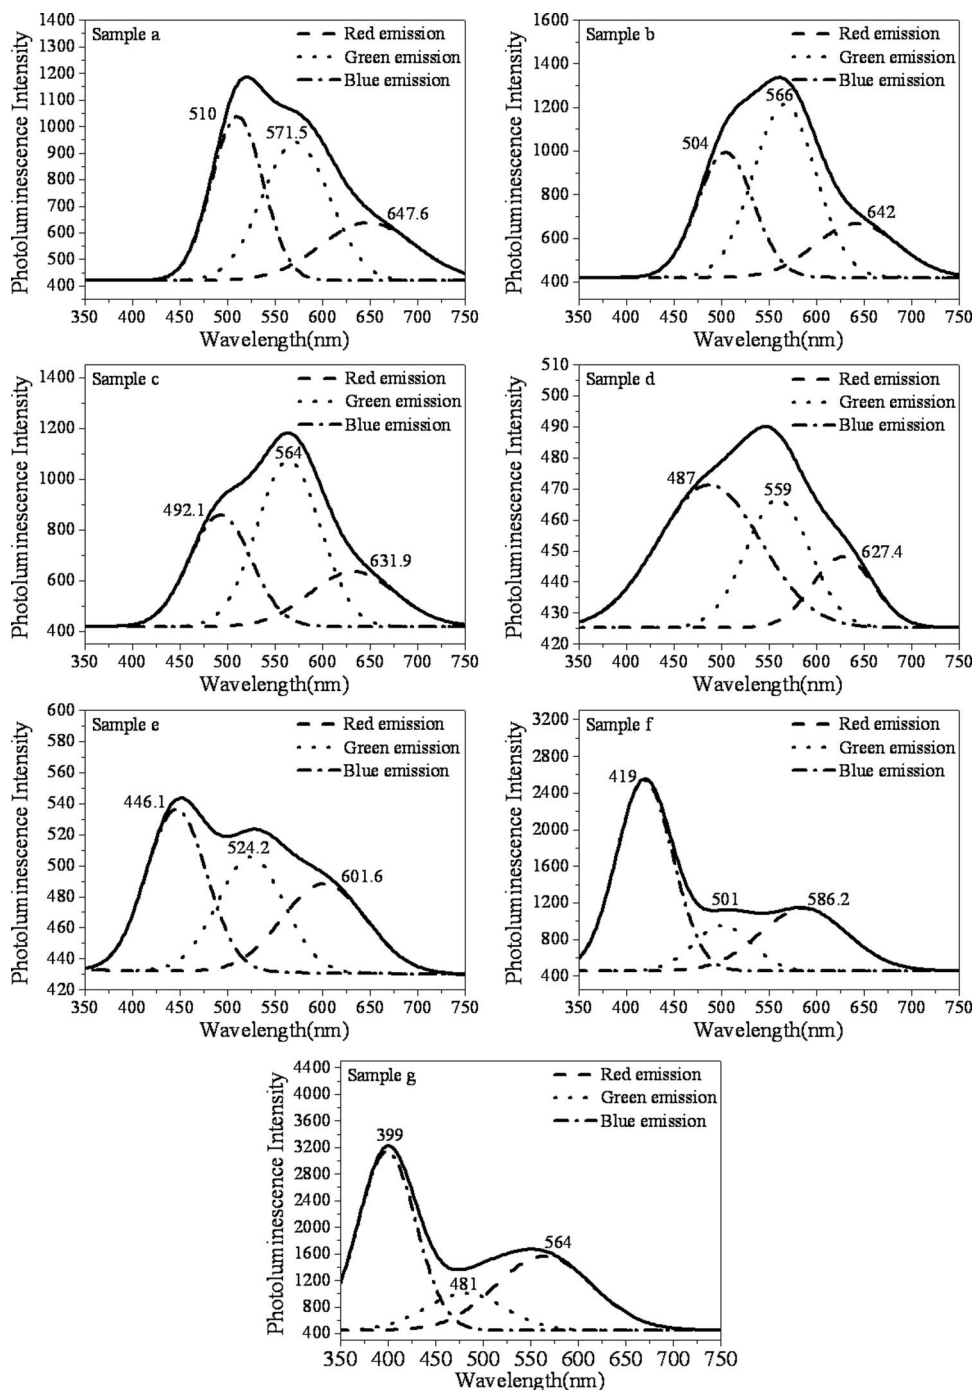 Sample a
Red emission
Green emission
Blue emission
510
571.5
647.6
1400
1300
1200
1100
1000
900
800
700
600
500
400
350 400 450 500 550 600 650 700 750
Wavelength(nm)
Photoluminescence Intensity
Sample b
Red emission
Green emission
Blue emission
504
566
642
1600
1400
1200
1000
800
600
400
350 400 450 500 550 600 650 700 750
Wavelength(nm)
Photoluminescence Intensity
Sample c
Red emission
Green emission
Blue emission
492.1
564
631.9
1400
1200
1000
800
600
400
350 400 450 500 550 600 650 700 750
Wavelength(nm)
Photoluminescence Intensity
Sample d
Red emission
Green emission
Blue emission
487
559
627.4
510
500
490
480
470
460
450
440
430
420
350 400 450 500 550 600 650 700 750
Wavelength(nm)
Photoluminescence Intensity
Sample e
Red emission
Green emission
Blue emission
446.1
524.2
601.6
600
580
560
540
520
500
480
460
440
420
350 400 450 500 550 600 650 700 750
Wavelength(nm)
Photoluminescence Intensity
Sample f
Red emission
Green emission
Blue emission
419
501
586.2
3200
2800
2400
2000
1600
1200
800
400
350 400 450 500 550 600 650 700 750
Wavelength(nm)
Photoluminescence Intensity
Sample g
Red emission
Green emission
Blue emission
399
481
564
4400
4000
3600
3200
2800
2400
2000
1600
1200
800
400
350 400 450 500 550 600 650 700 750
Wavelength(nm)
Photoluminescence Intensity